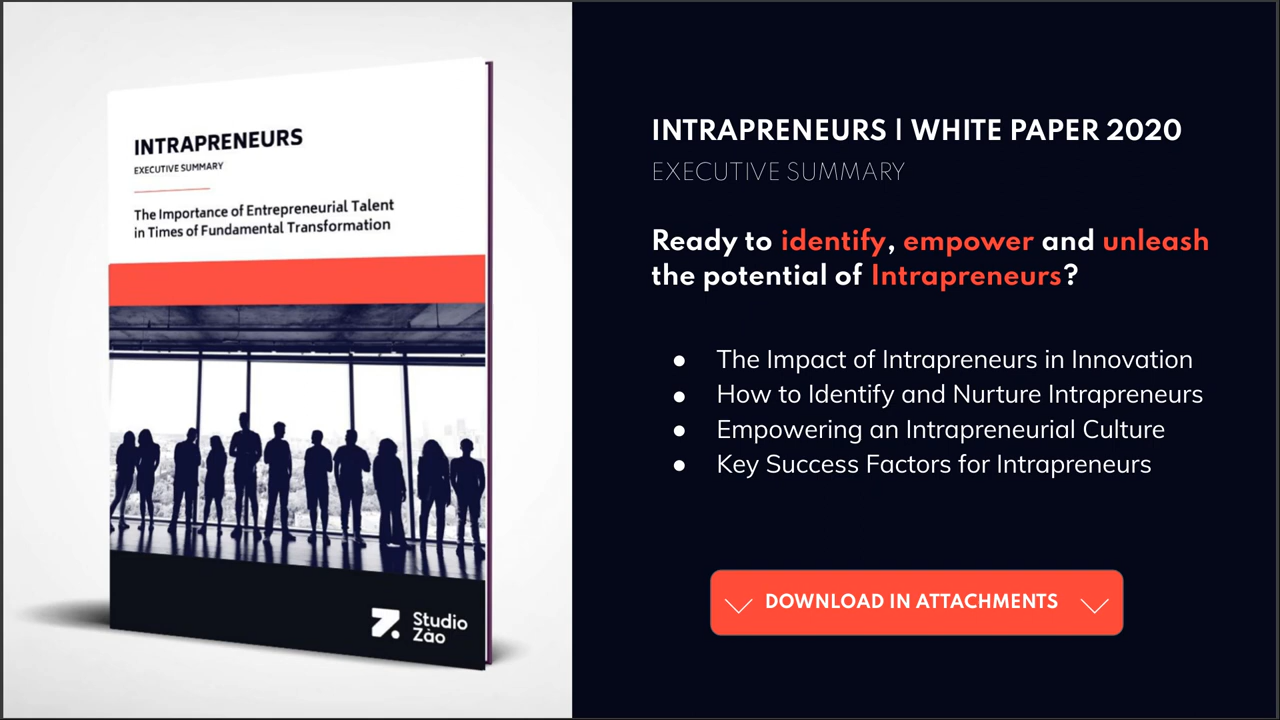 INTRAPRENEURS
EXECUTIVE SUMMARY
The Importance of Entrepreneurial Talent
in Times of Fundamental Transformation
Studio
Zào
INTRAPRENEURS | WHITE PAPER 2020
EXECUTIVE SUMMARY
Ready to identify, empower and unleash
the potential of Intrapreneurs?
● The Impact of Intrapreneurs in Innovation
● How to Identify and Nurture Intrapreneurs
● Empowering an Intrapreneurial Culture
● Key Success Factors for Intrapreneurs
DOWNLOAD IN ATTACHMENTS